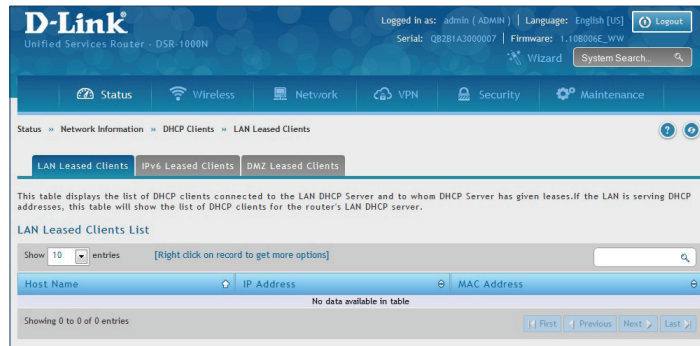 D-Link
Unified Services Router - DSR-1000N
Logged in as: admin ( ADMIN ) | Language: English [US]
Logout
Serial: QB2B1A3000007 | Firmware: 1.10B006E_WW
Wizard
System Search...
Status
Wireless
Network
VPN
Security
Maintenance
Status » Network Information » DHCP Clients » LAN Leased Clients
LAN Leased Clients
IPv6 Leased Clients
DMZ Leased Clients
This table displays the list of DHCP clients connected to the LAN DHCP Server and to whom DHCP Server has given leases.If the LAN is serving DHCP
addresses, this table will show the list of DHCP clients for the router's LAN DHCP server.
LAN Leased Clients List
Show 10 entries [Right click on record to get more options]
Host Name IP Address MAC Address
No data available in table
Showing 0 to 0 of 0 entries
First Previous Next Last